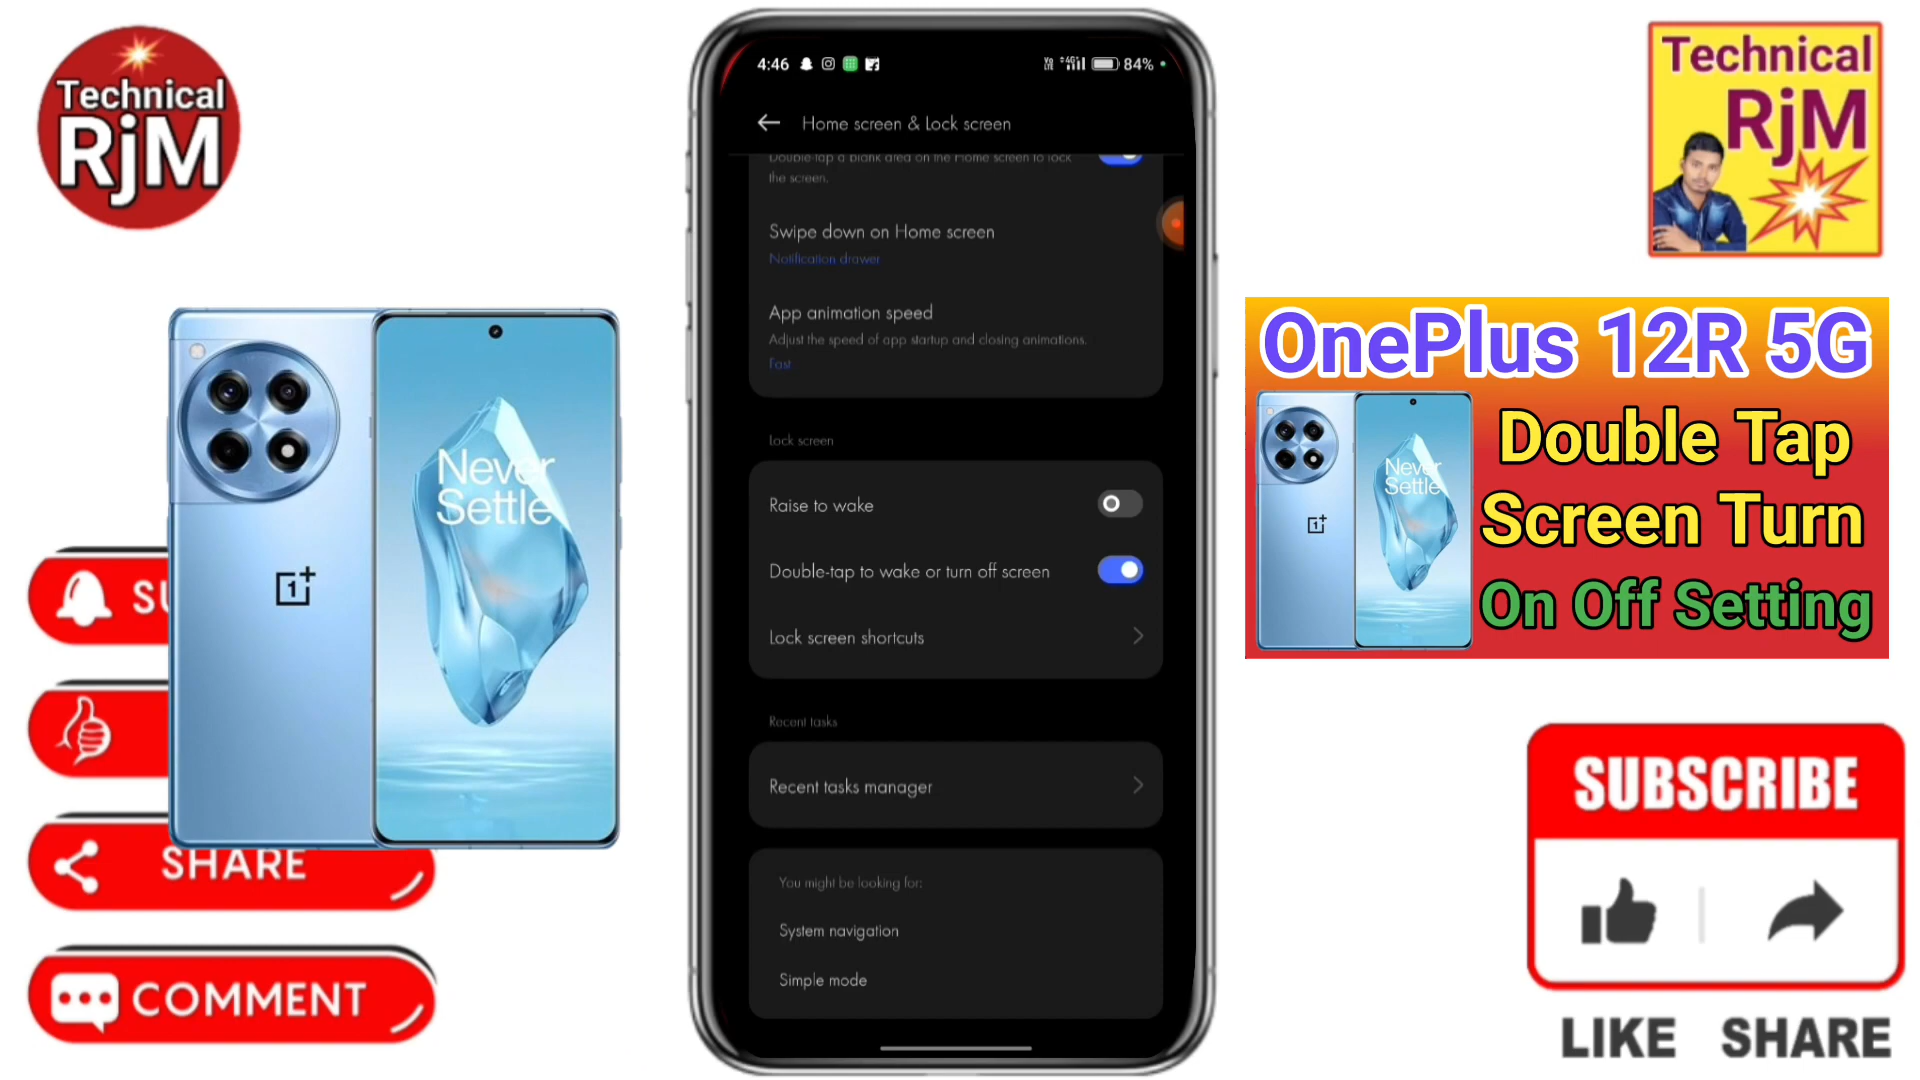 Technical
RjM
4:46
84%
Home screen & Lock screen
Double-tap a blank area on the Home screen to lock
the screen.
Swipe down on Home screen
Notification drawer
App animation speed
Adjust the speed of app startup and closing animations.
Fast
Lock screen
Raise to wake
Double-tap to wake or turn off screen
Lock screen shortcuts
Recent tasks
Recent tasks manager
You might be looking for:
System navigation
Simple mode
Never
Settle
SU
SHARE
COMMENT
Technical
RjM
OnePlus 12R 5G
Double Tap
Screen Turn
On Off Setting
Never
Settle
SUBSCRIBE
LIKE SHARE